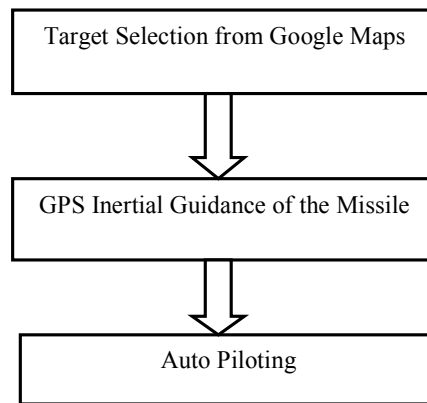 Target Selection from Google Maps
GPS Inertial Guidance of the Missile
Auto Piloting